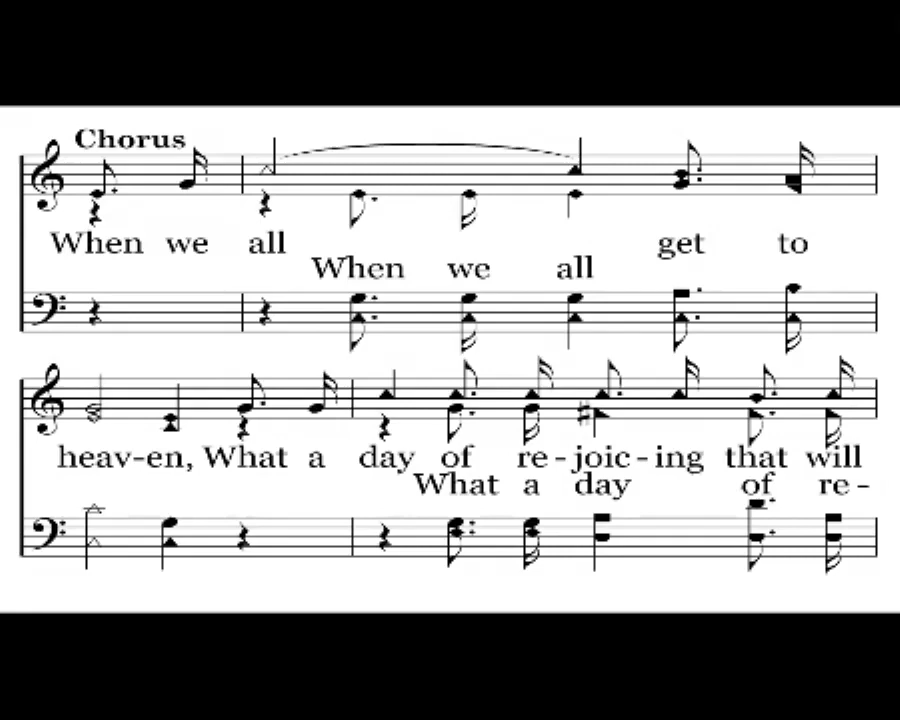 Chorus
When we all get to
When we all
heav-en, What a day of re-joic-ing that will
What a day of re-